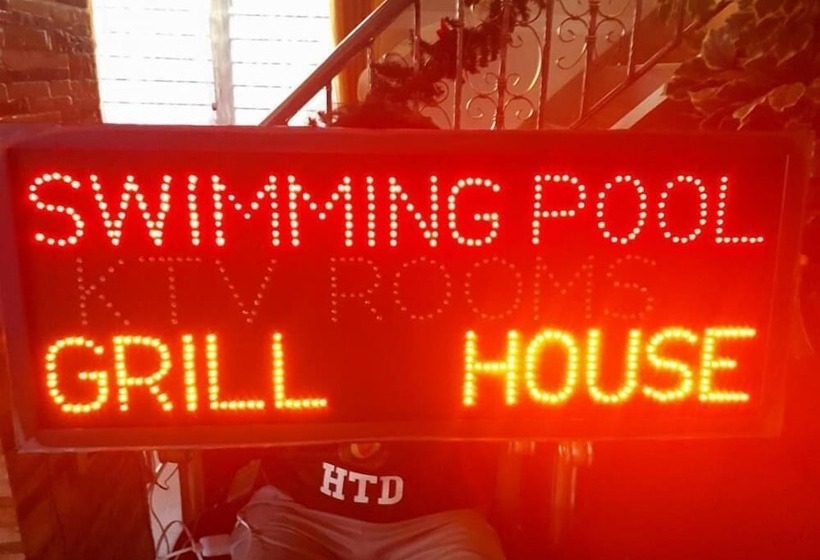 SWIMMING POOL
KTV ROOMS
GRILL HOUSE
HTD